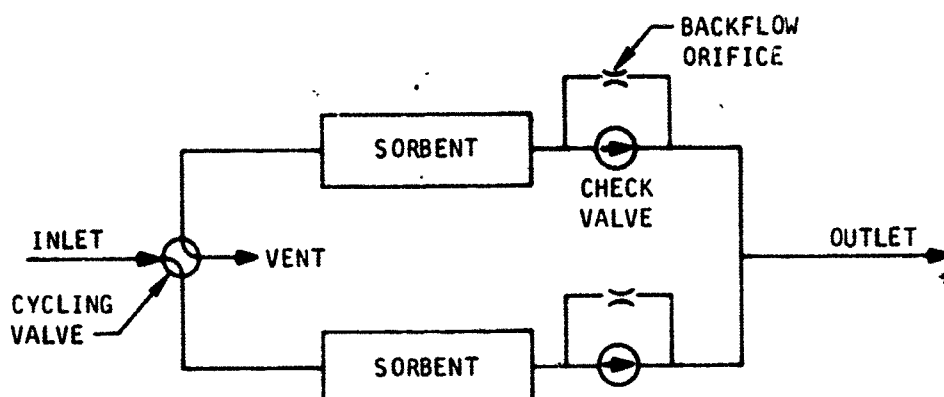 BACKFLOW
ORIFICE
SORBENT
CHECK
VALVE
INLET
VENT
OUTLET
CYCLING
VALVE
SORBENT